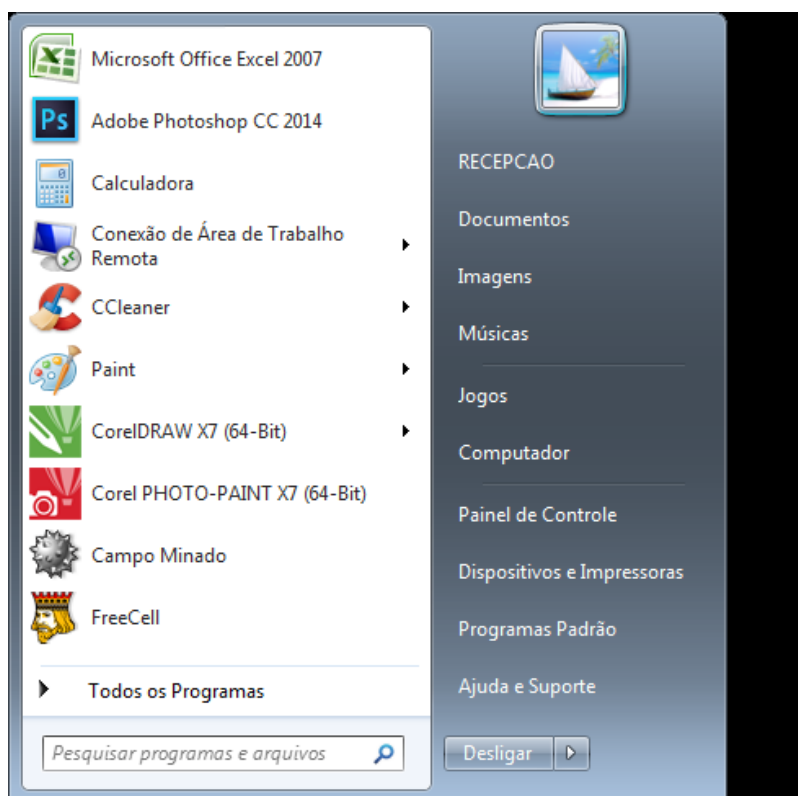 Microsoft Office Excel 2007
Ps
Adobe Photoshop CC 2014
0
Calculadora
Conexão de Área de Trabalho
Remota
CCleaner
Paint
CorelDRAW X7 (64-Bit)
Corel PHOTO-PAINT X7 (64-Bit)
Campo Minado
FreeCell
Todos os Programas
Pesquisar programas e arquivos
RECEPCAO
Documentos
Imagens
Músicas
Jogos
Computador
Painel de Controle
Dispositivos e Impressoras
Programas Padrão
Ajuda e Suporte
Desligar